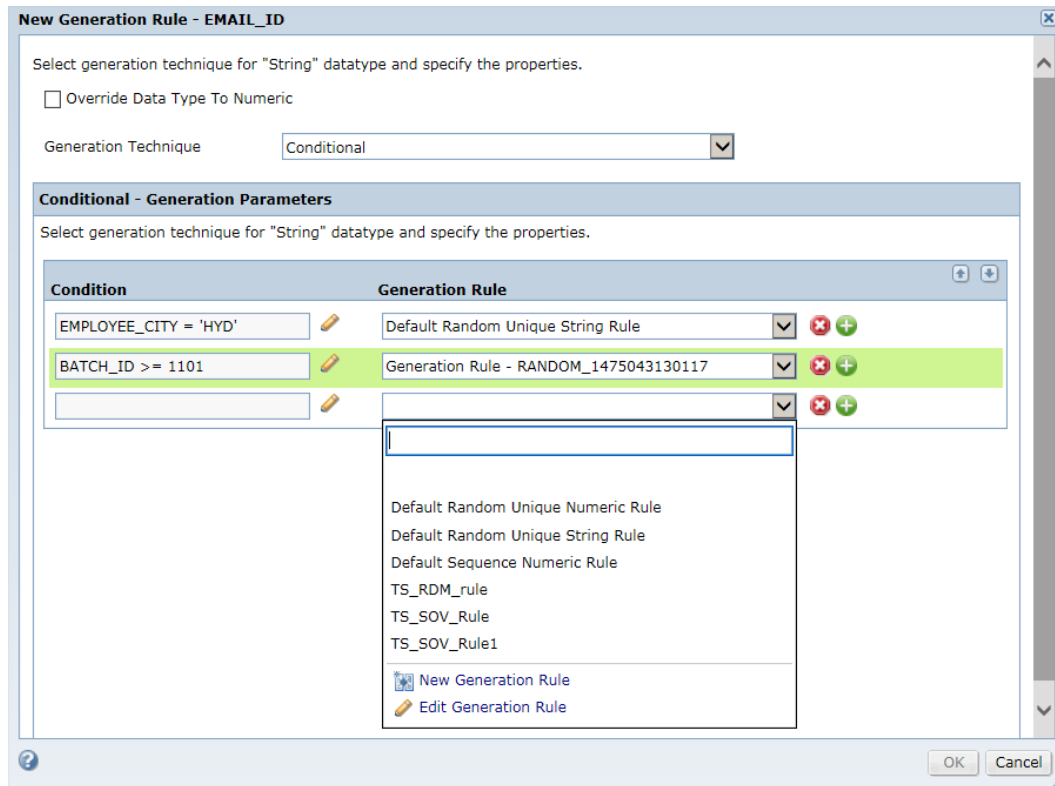 New Generation Rule - EMAIL_ID
Select generation technique for "String" datatype and specify the properties.
Override Data Type To Numeric
Generation Technique Conditional
Conditional - Generation Parameters
Select generation technique for "String" datatype and specify the properties.
Condition Generation Rule
EMPLOYEE_CITY = 'HYD' Default Random Unique String Rule
BATCH_ID >= 1101 Generation Rule - RANDOM_1475043130117
Default Random Unique Numeric Rule
Default Random Unique String Rule
Default Sequence Numeric Rule
TS_RDM_rule
TS_SOV_Rule
TS_SOV_Rule1
New Generation Rule
Edit Generation Rule
? OK Cancel